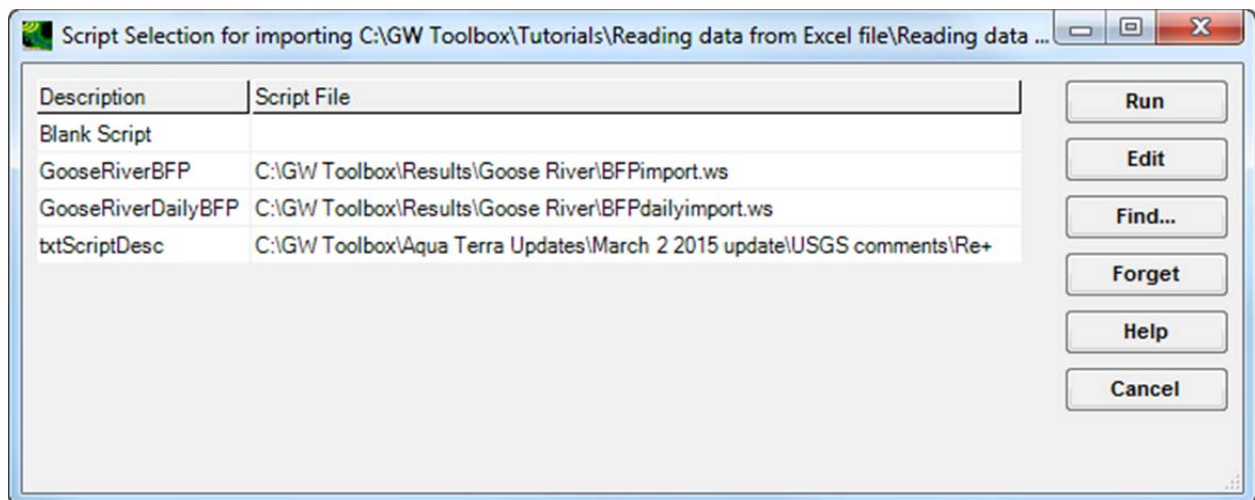 Script Selection for importing C:\GW Toolbox\Tutorials\Reading data from Excel file\Reading data ...
Description Script File
Blank Script
GooseRiverBFP C:\GW Toolbox\Results\Goose River\BFPimport.ws
GooseRiverDailyBFP C:\GW Toolbox\Results\Goose River\BFPdailyimport.ws
txtScriptDesc C:\GW Toolbox\Aqua Terra Updates\March 2 2015 update\USGS comments\Re+
Run
Edit
Find...
Forget
Help
Cancel